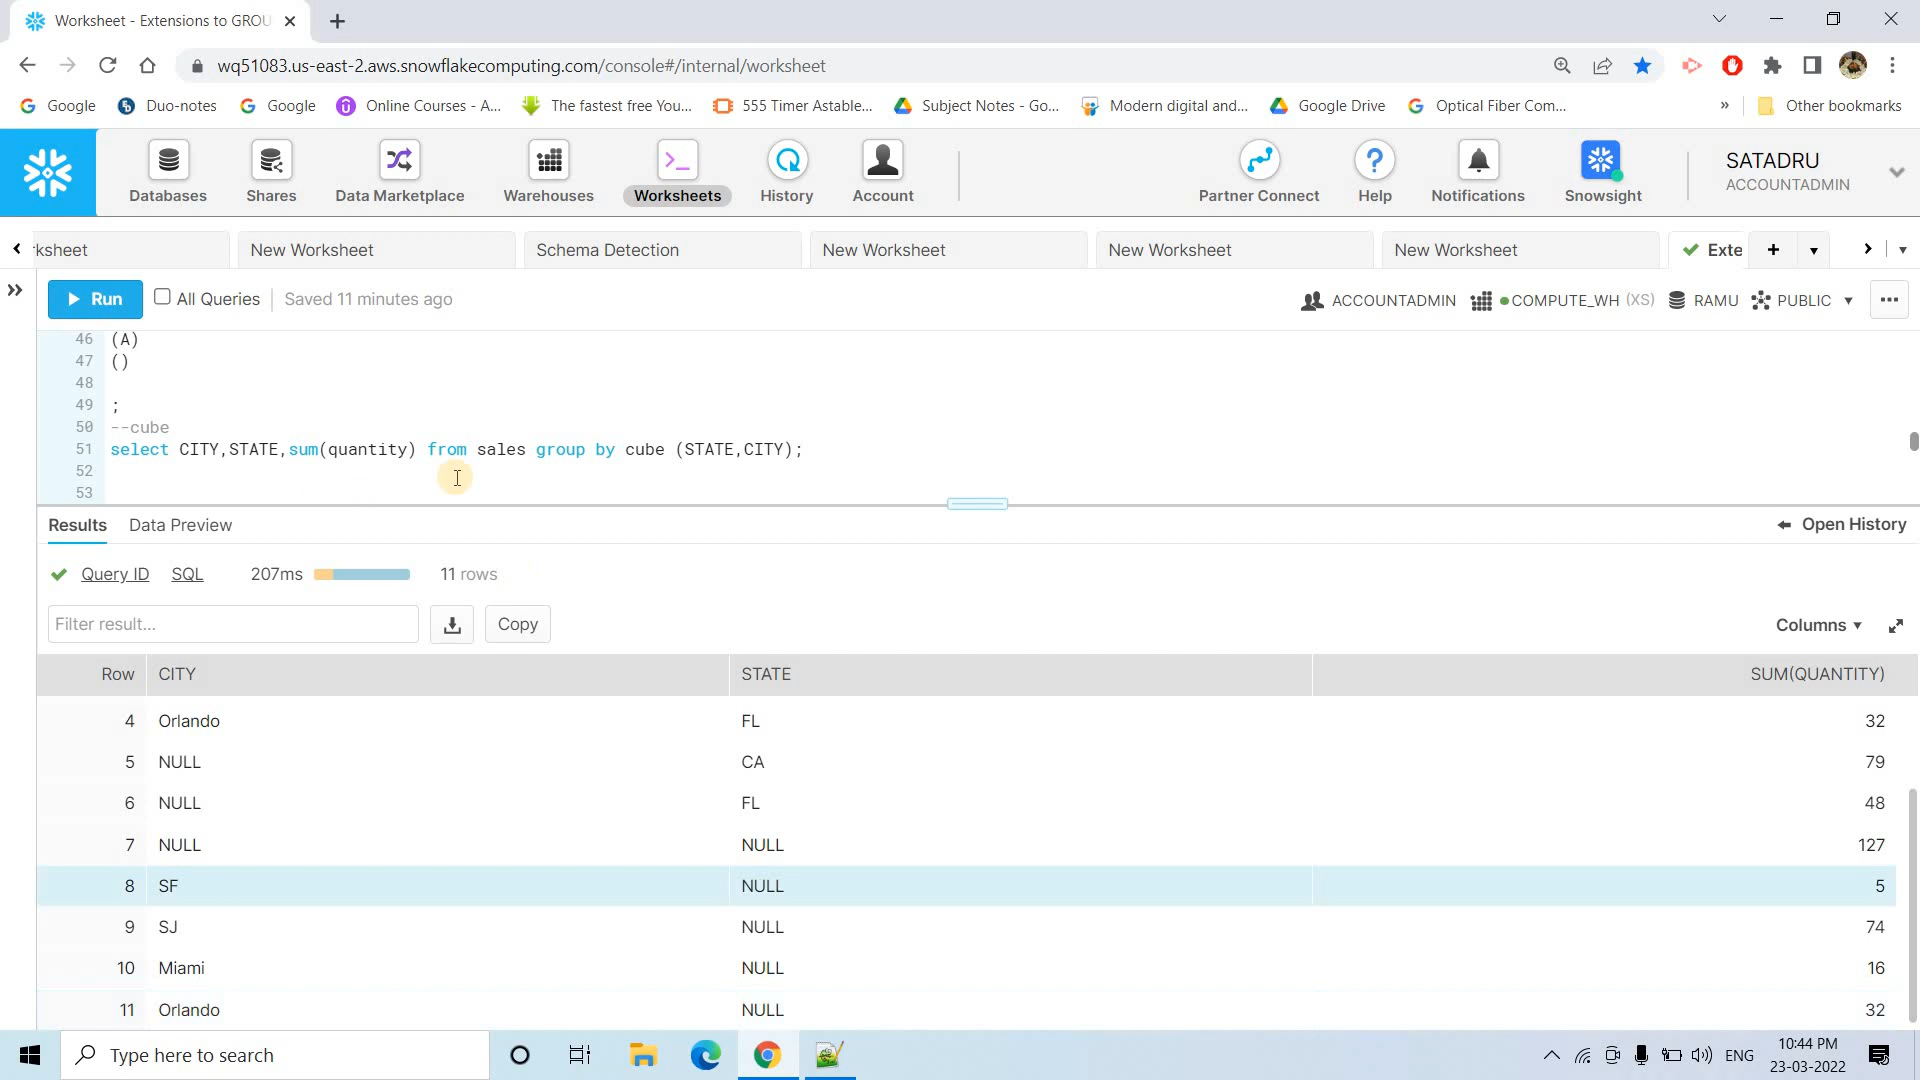 Worksheet - Extensions to GROU
wq51083.us-east-2.aws.snowflakecomputing.com/console#/internal/worksheet
Google Duo-notes Google Online Courses - A... The fastest free You... 555 Timer Astable... Subject Notes - Go... Modern digital and... Google Drive Optical Fiber Com... » Other bookmarks
Databases Shares Data Marketplace Warehouses Worksheets History Account Partner Connect Help Notifications Snowsight
SATADRU
ACCOUNTADMIN
rksheet New Worksheet Schema Detection New Worksheet New Worksheet New Worksheet Exte
Run All Queries Saved 11 minutes ago ACCOUNTADMIN COMPUTE_WH (XS) RAMU PUBLIC
46 (A)
47 ()
48
49 ;
50 --cube
51 select CITY,STATE,sum(quantity) from sales group by cube (STATE,CITY);
52
53
Results Data Preview Open History
Query ID SQL 207ms 11 rows
Filter result... Copy Columns
Row CITY STATE SUM(QUANTITY)
4 Orlando FL 32
5 NULL CA 79
6 NULL FL 48
7 NULL NULL 127
8 SF NULL 5
9 SJ NULL 74
10 Miami NULL 16
11 Orlando NULL 32
Type here to search ENG
10:44 PM
23-03-2022